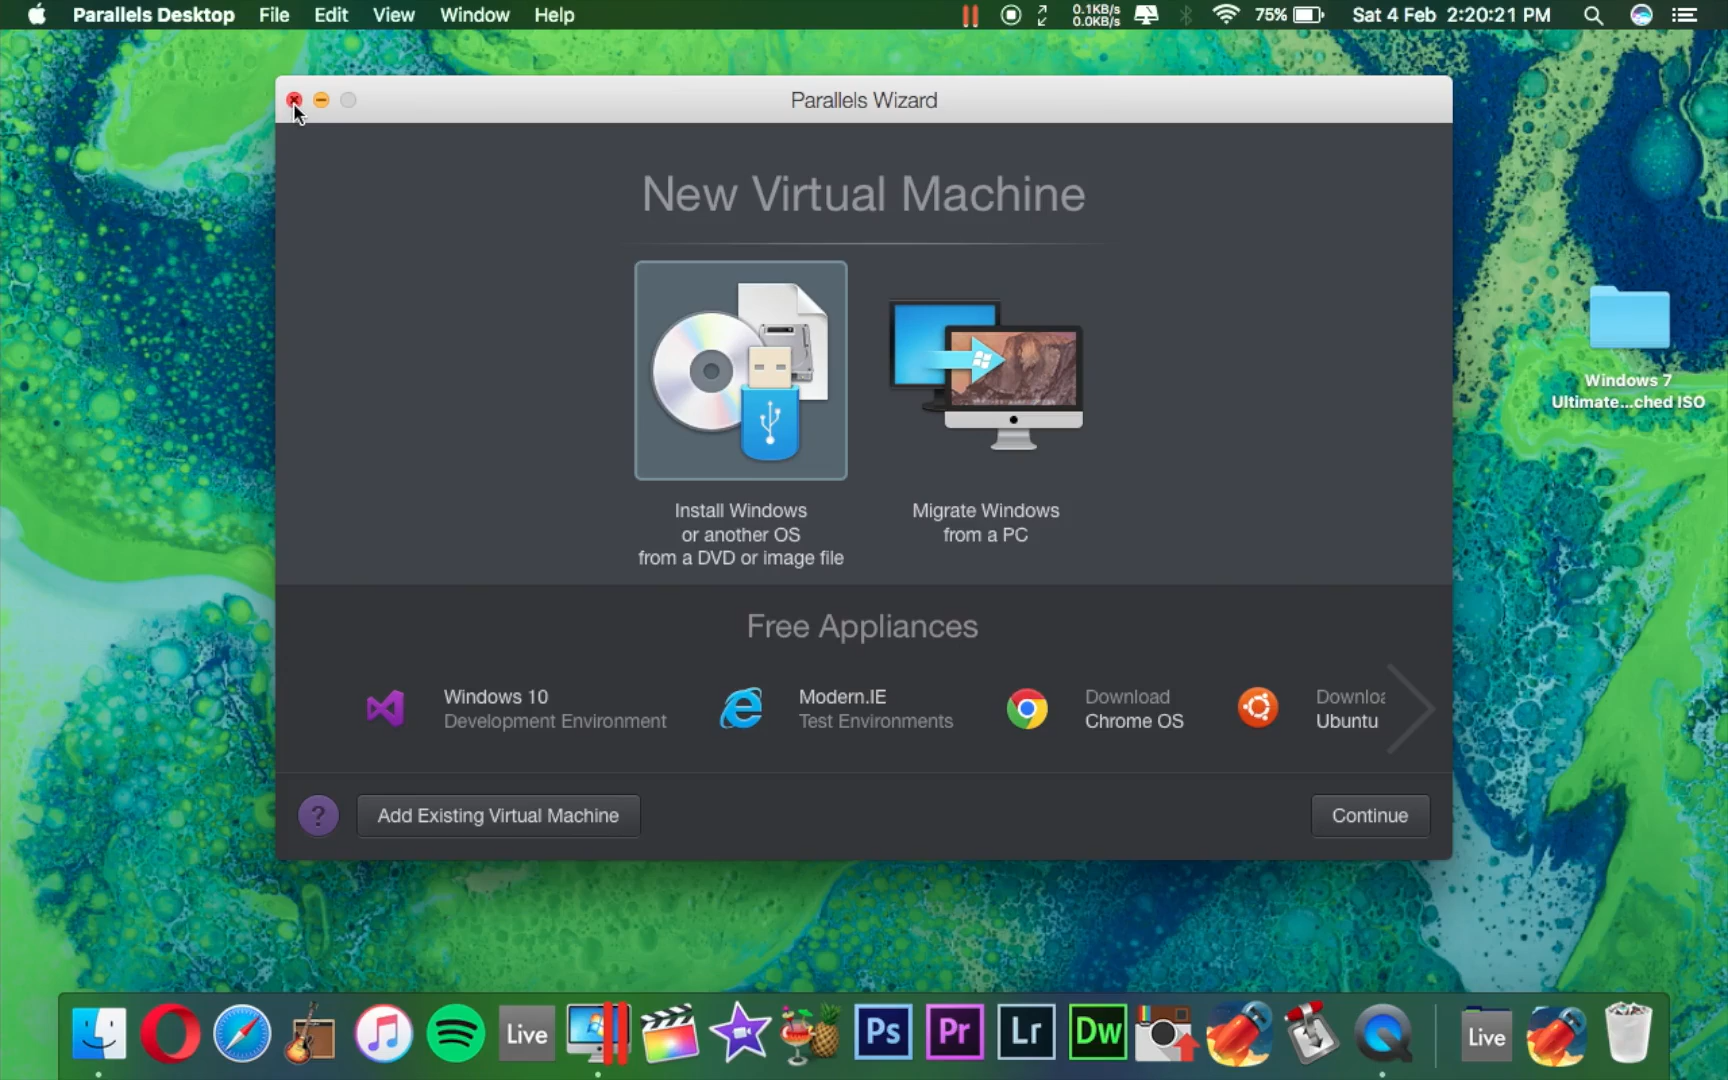 Parallels Desktop File Edit View Window Help 0.1KB/s 75% Sat 4 Feb 2:20:21 PM
0.0KB/s
Parallels Wizard
New Virtual Machine
Install Windows
or another OS
from a DVD or image file
Migrate Windows
from a PC
Windows 7
Ultimate...ched ISO
Free Appliances
Windows 10
Development Environment
Modern.IE
Test Environments
Download
Chrome OS
Downloa
Ubuntu
? Add Existing Virtual Machine Continue
Live Ps Pr Lr Dw Live